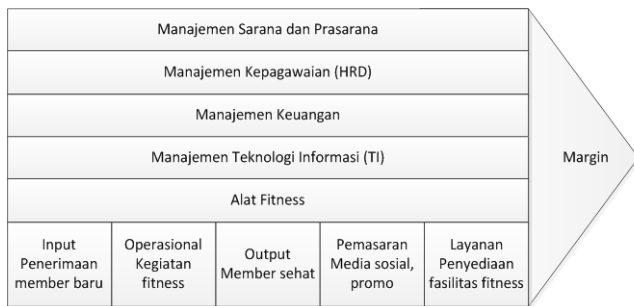 Manajemen Sarana dan Prasarana
Manajemen Kepagawaian (HRD)
Manajemen Keuangan
Manajemen Teknologi Informasi (TI)
Alat Fitness
Input
Penerimaan
member baru
Operasional
Kegiatan
fitness
Output
Member sehat
Pemasaran
Media sosial,
promo
Layanan
Penyediaan
fasilitas fitness
Margin